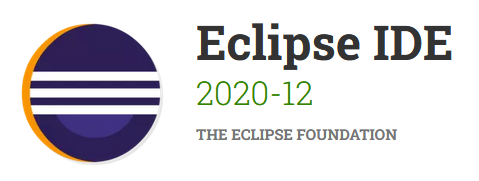 Eclipse IDE
2020-12
THE ECLIPSE FOUNDATION